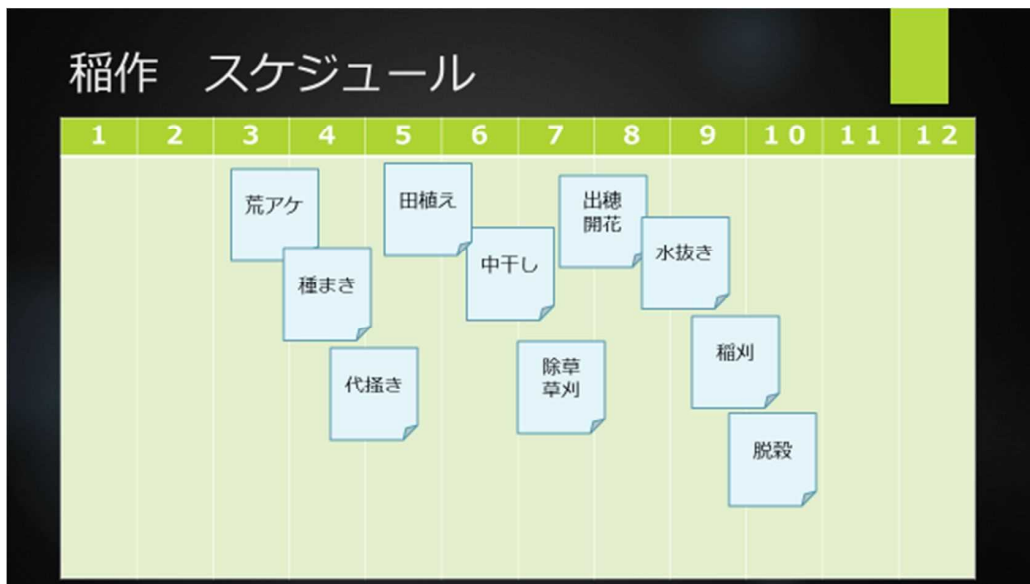 稲作　スケジュール
1 2 3 4 5 6 7 8 9 10 11 12
荒アケ
種まき
代掻き
田植え
中干し
除草
草刈
出穂
開花
水抜き
稲刈
脱穀